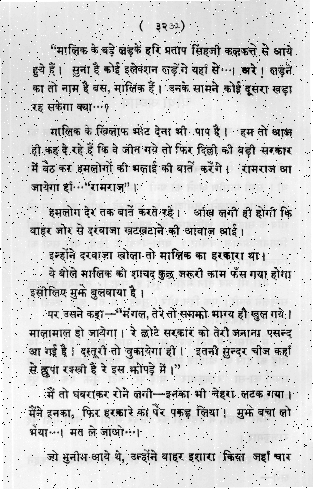 ( ३२२ )
"मालिक के बड़े लड़के हरि प्रताप सिंहजी कलकत्ते से आये
हुये हैं। सुना है कोई इलेक्शन लड़ेंगे यहां से…। अरे! लड़ने
का तो नाम है बस, मालिक हैं। उनके सामने कोई दूसरा खड़ा
रह सकेगा क्या…?
मालिक के खिलाफ भोट देना भी पाप है। हम तो आज
ही कह दे रहे हैं कि वे जीत गये तो फिर दिल्ली की बड़ी सरकार
में बैठ कर हमलोगों की भलाई की बातें करेंगे। रामराज आ
जायेगा हां…"रामराज"।
हमलोग देर तक बातें करते रहे। आंख लगी ही होगी कि
बाहर जोर से दरवाजा खटखटाने की आवाज आई।
इन्होंने दरवाजा खोला तो मालिक का हरकारा था।
ये बोले मालिक को शायद कुछ जरूरी काम फँस गया होगा
इसीलिए मुझे बुलवाया है।
पर उसने कहा—"मंगल, तेरे तो समझो भाग्य ही खुल गये।
मालामाल हो जायेगा। रे छोटे सरकार को तेरी जनाना पसन्द
आ गई है। दस्तूरी तो चुकायेगा ही। इतनी सुन्दर चीज कहां
से छुपा रक्खी है रे इस झोंपड़े में।"
मैं तो घबराकर रोने लगी—इनका भी चेहरा लटक गया।
मैंने इनका, फिर हरकारे का पैर पकड़ लिया। मुझे बचा लो
भैया…। मत ले जाओ…।
जो मुनीम आये थे, उन्होंने बाहर इशारा किया जहाँ चार